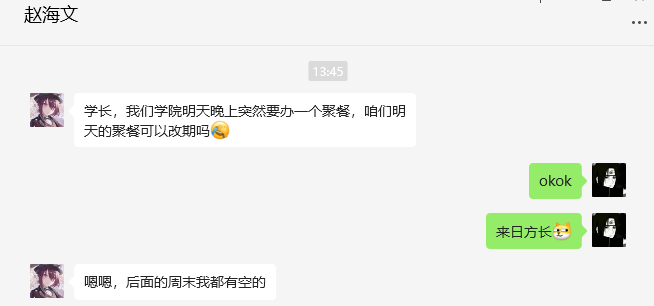 赵海文
13:45
学长，我们学院明天晚上突然要办一个聚餐，咱们明
天的聚餐可以改期吗😂
okok
来日方长
嗯嗯，后面的周末我都有空的